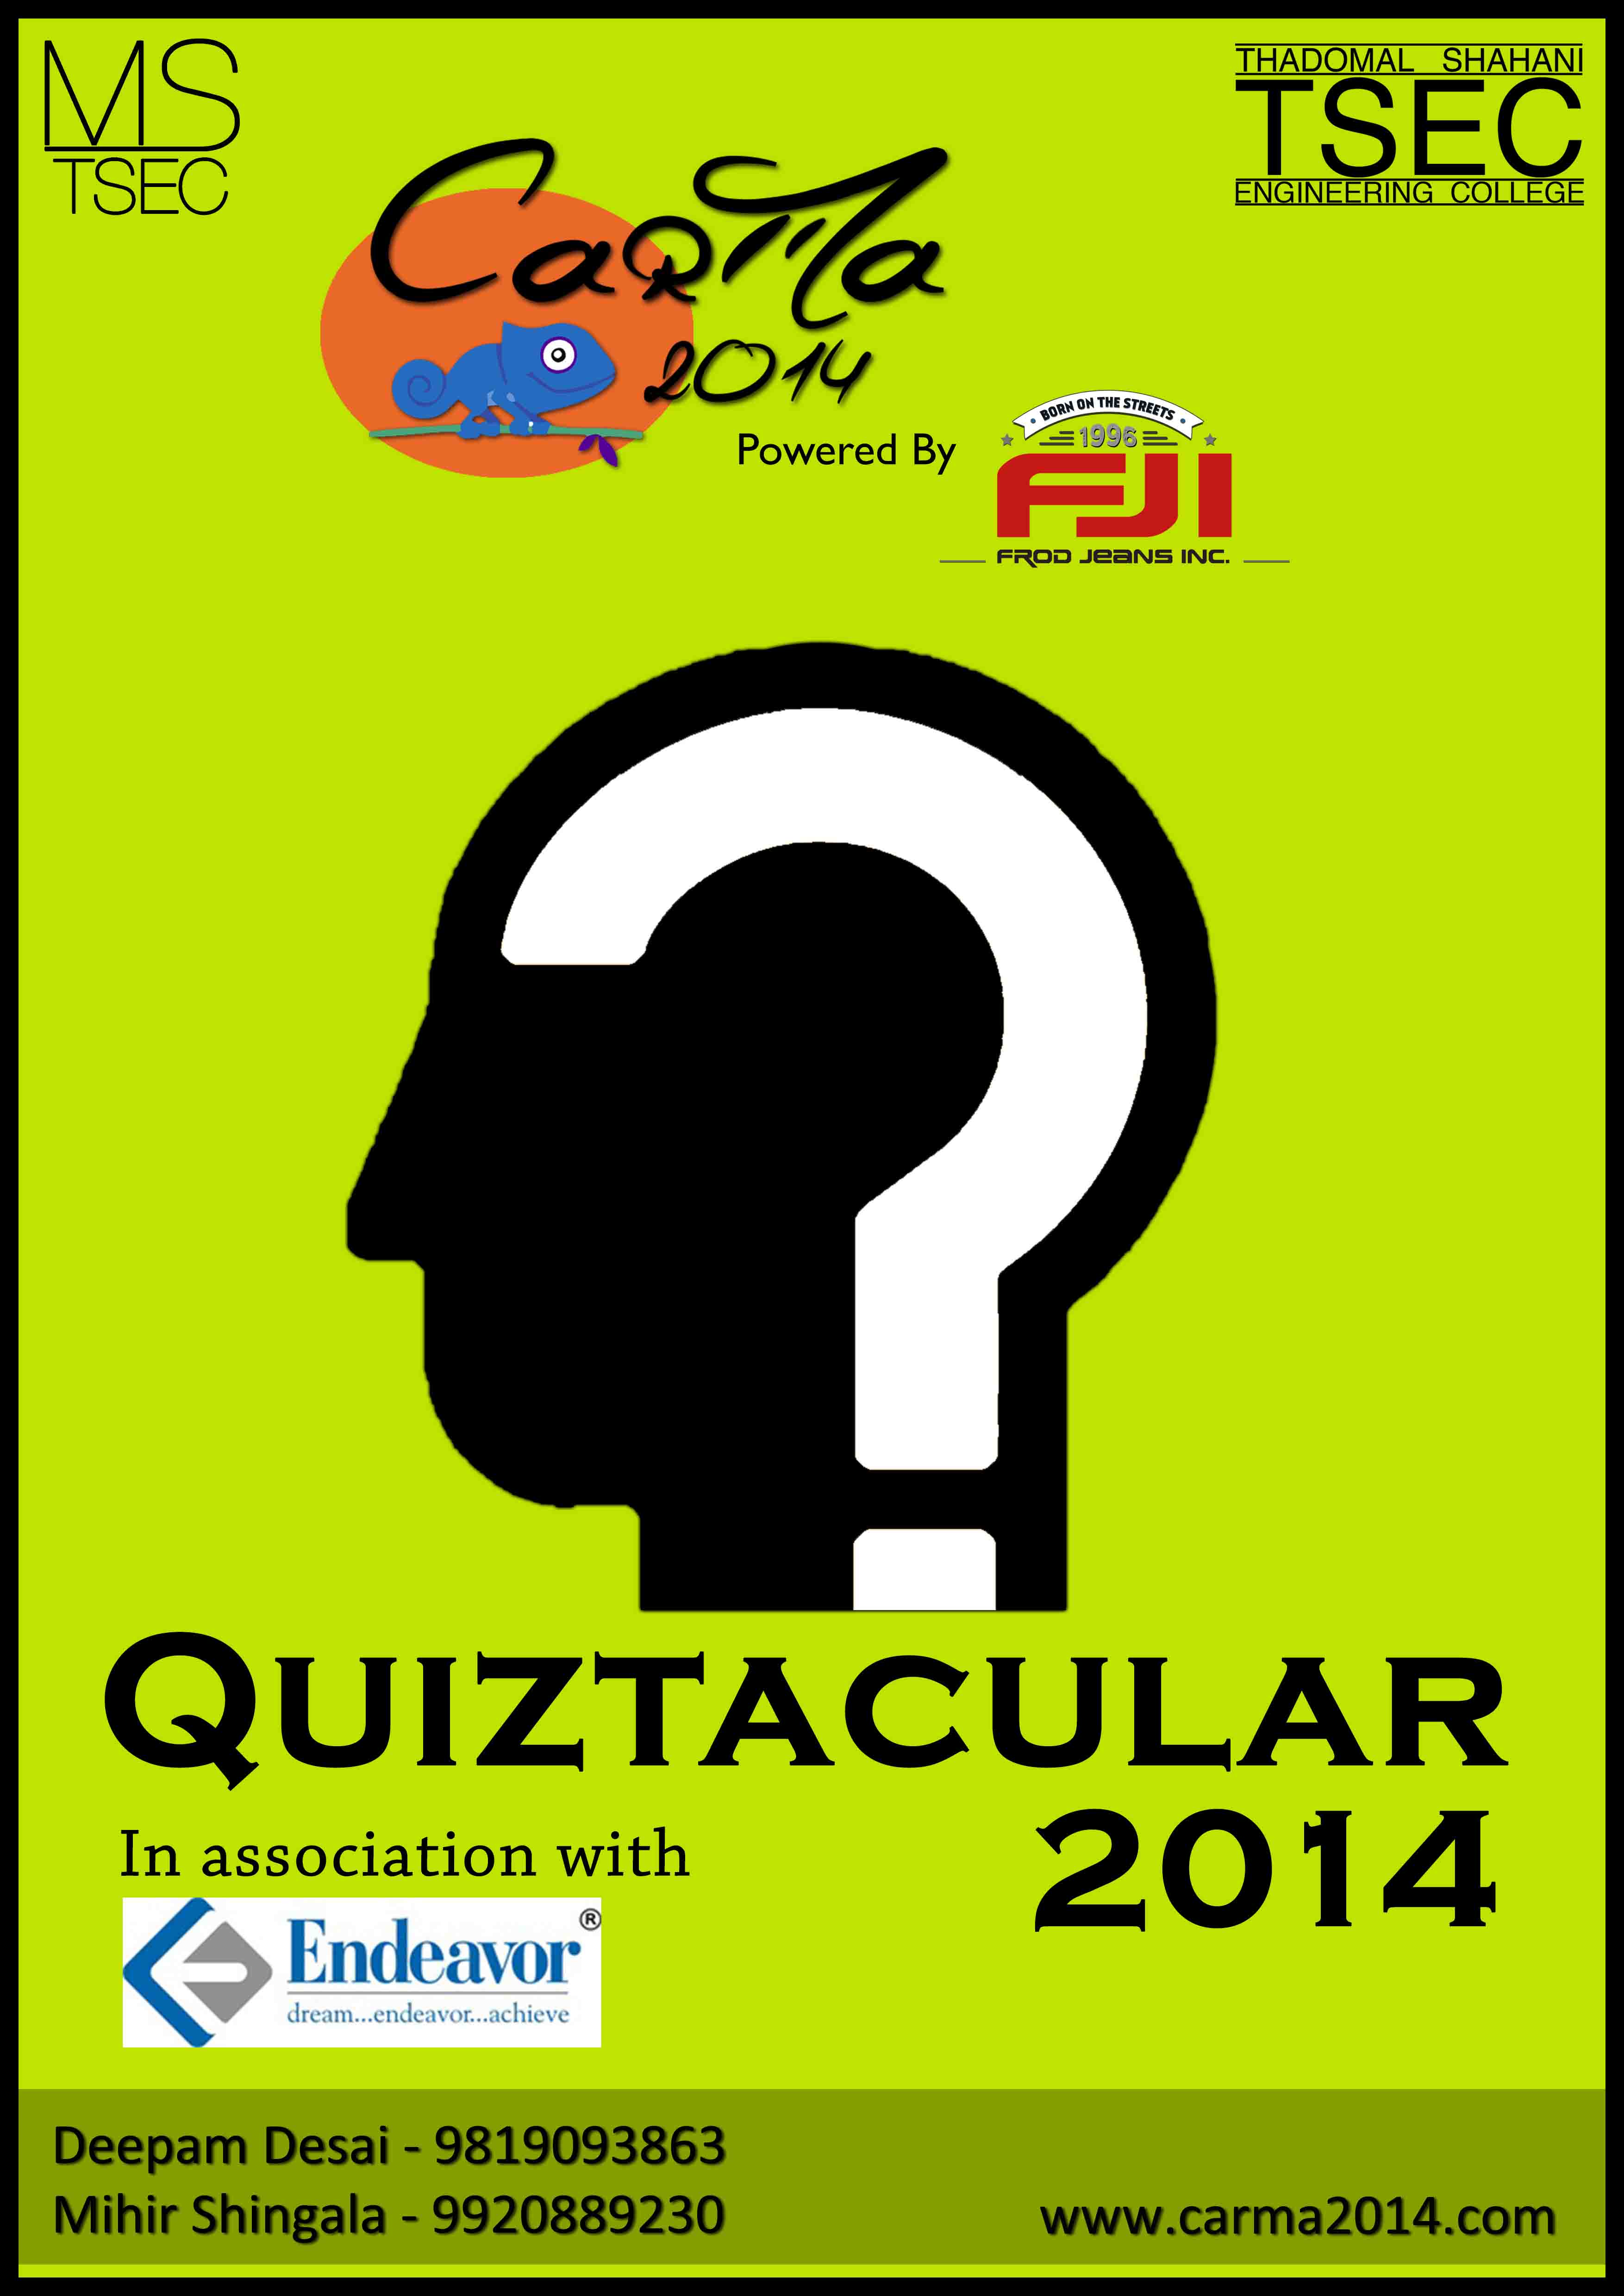 MS
TSEC
THADOMAL SHAHANI
TSEC
ENGINEERING COLLEGE
CaRMa
2014
Powered By
BORN ON THE STREETS
1996
FJI
FROD JEANS INC.
QUIZTACULAR
2014
In association with
Endeavor®
dream...endeavor...achieve
Deepam Desai - 9819093863
Mihir Shingala - 9920889230
www.carma2014.com